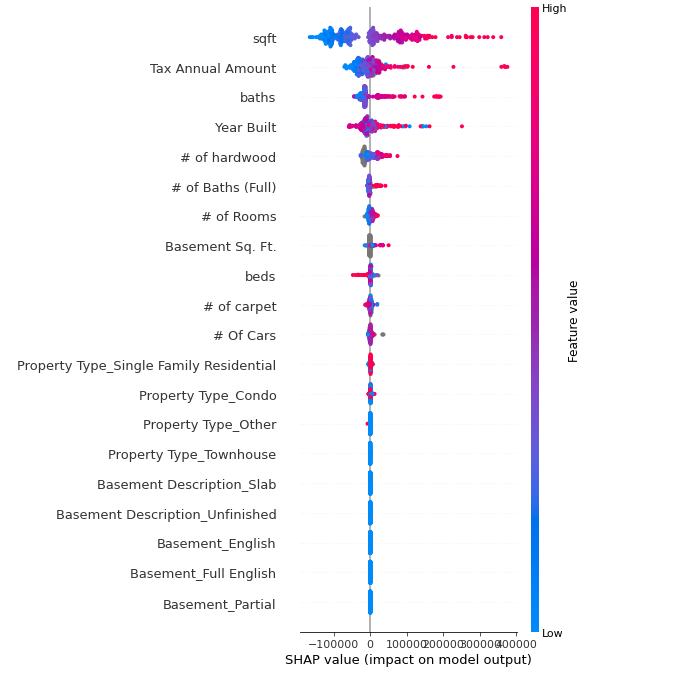 High
sqft
Tax Annual Amount
baths
Year Built
# of hardwood
# of Baths (Full)
# of Rooms
Basement Sq. Ft.
beds
# of carpet
# Of Cars
Property Type_Single Family Residential
Property Type_Condo
Property Type_Other
Property Type_Townhouse
Basement Description_Slab
Basement Description_Unfinished
Basement_English
Basement_Full English
Basement_Partial
Feature value
Low
−100000 0 100000 200000 300000 400000
SHAP value (impact on model output)